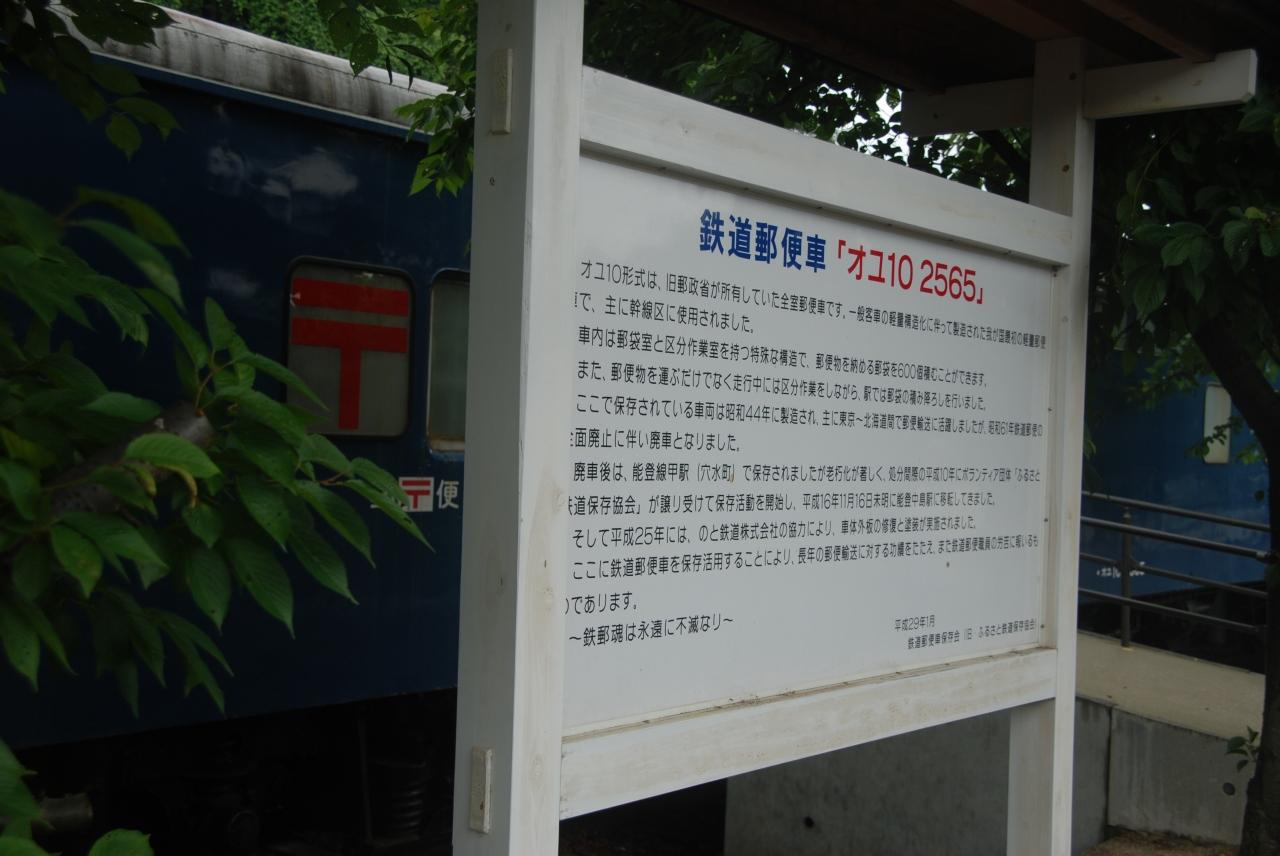 鉄道郵便車「オユ10 2565」
オユ10形式は、旧郵政省が所有していた全室郵便車です。一般客車の軽量構造化に伴って製造された我が国最初の軽量郵便
車で、主に幹線区に使用されました。
車内は郵袋室と区分作業室を持つ特殊な構造で、郵便物を納める郵袋を600個積むことができます。
また、郵便物を運ぶだけでなく走行中には区分作業をしながら、駅では郵袋の積み降ろしを行いました。
ここで保存されている車両は昭和44年に製造され、主に東京～北海道間で郵便輸送に活躍しましたが、昭和61年鉄道郵便の
全面廃止に伴い廃車となりました。
廃車後は、能登線甲駅（穴水町）で保存されましたが老朽化が著しく、処分間際の平成10年にボランティア団体「ふるさと
鉄道保存協会」が譲り受けて保存活動を開始し、平成16年11月16日未明に能登中島駅に移転してきました。
そして平成25年には、のと鉄道株式会社の協力により、車体外板の修復と塗装が実施されました。
ここに鉄道郵便車を保存活用することにより、長年の郵便輸送に対する功績をたたえ、また鉄道郵便職員の労苦に報いるも
のであります。
～鉄郵魂は永遠に不滅なり～
平成29年1月
鉄道郵便車保存会（旧・ふるさと鉄道保存協会）
〒
〒便